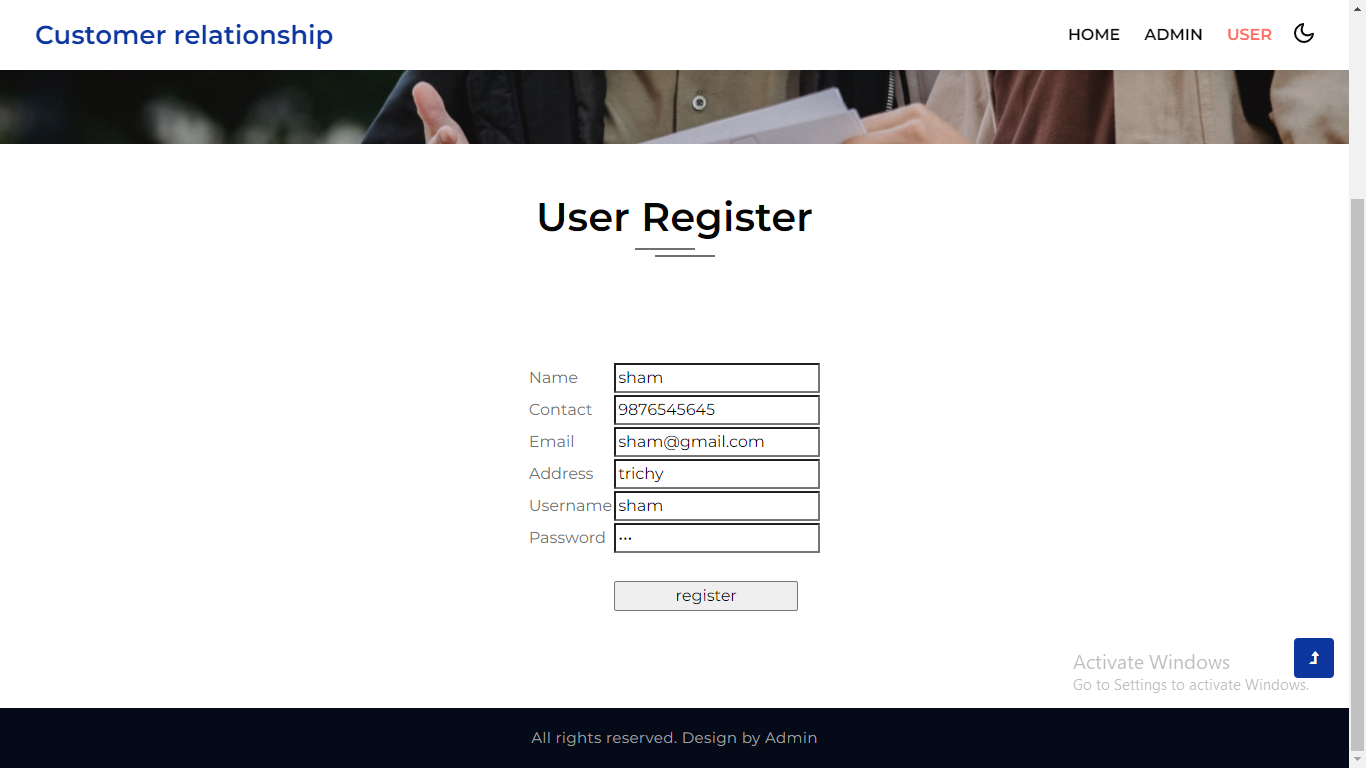 Customer relationship
HOME ADMIN USER
User Register
Name sham
Contact 9876545645
Email sham@gmail.com
Address trichy
Username sham
Password •••
register
Activate Windows
Go to Settings to activate Windows.
All rights reserved. Design by Admin